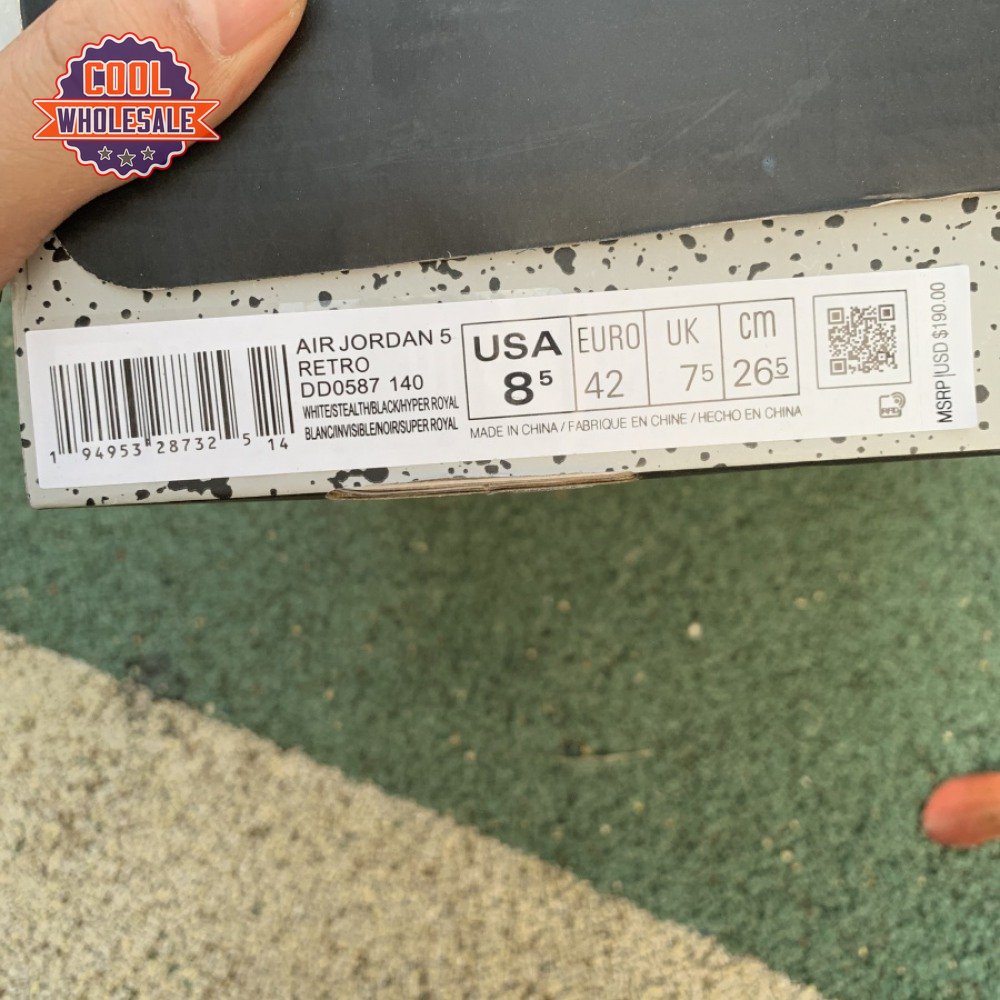 COOL
WHOLESALE
AIR JORDAN 5
RETRO
DD0587 140
WHITE/STEALTH/BLACK/HYPER ROYAL
BLANC/INVISIBLE/NOIR/SUPER ROYAL
1 94953 28732 5 14
USA
8⁵
EURO
42
UK
7⁵
cm
26⁵
MADE IN CHINA / FABRIQUE EN CHINE / HECHO EN CHINA
RFID
MSRP|USD $190.00